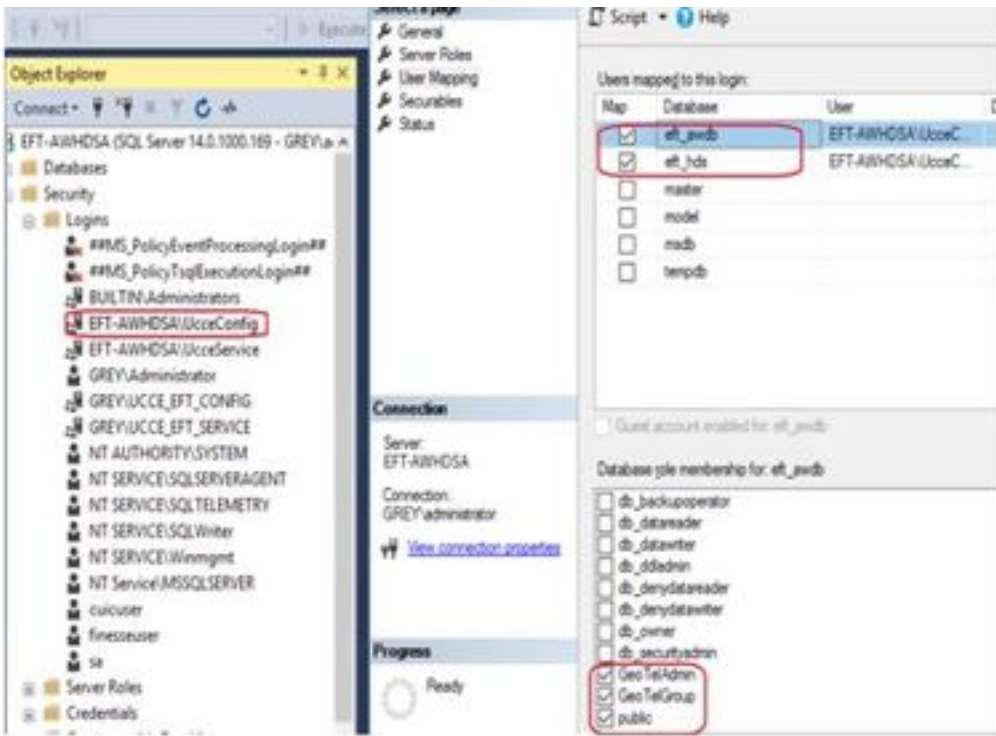 Execute
Object Explorer
Connect
EFT-AWHDSA (SQL Server 14.0.1000.169 - GREY\a
Databases
Security
Logins
##MS_PolicyEventProcessingLogin##
##MS_PolicyTsqlExecutionLogin##
BUILTIN\Administrators
EFT-AWHDSA\UcceConfig
EFT-AWHDSA\UcceService
GREY\Administrator
GREY\UCCE_EFT_CONFIG
GREY\UCCE_EFT_SERVICE
NT AUTHORITY\SYSTEM
NT SERVICE\SQLSERVERAGENT
NT SERVICE\SQLTELEMETRY
NT SERVICE\SQLWriter
NT SERVICE\Winmgmt
NT Service\MSSQLSERVER
cuicuser
finesseuser
sa
Server Roles
Credentials
Select a page
General
Server Roles
User Mapping
Securables
Status
Connection
Server:
EFT-AWHDSA
Connection:
GREY\administrator
View connection properties
Progress
Ready
Script Help
Users mapped to this login:
Map Database User D
eft_awdb EFT-AWHDSA\UcceC...
eft_hds EFT-AWHDSA\UcceC...
master
model
msdb
tempdb
Guest account enabled for: eft_awdb
Database role membership for: eft_awdb
db_backupoperator
db_datareader
db_datawriter
db_ddladmin
db_denydatareader
db_denydatawriter
db_owner
db_securityadmin
GeoTelAdmin
GeoTelGroup
public